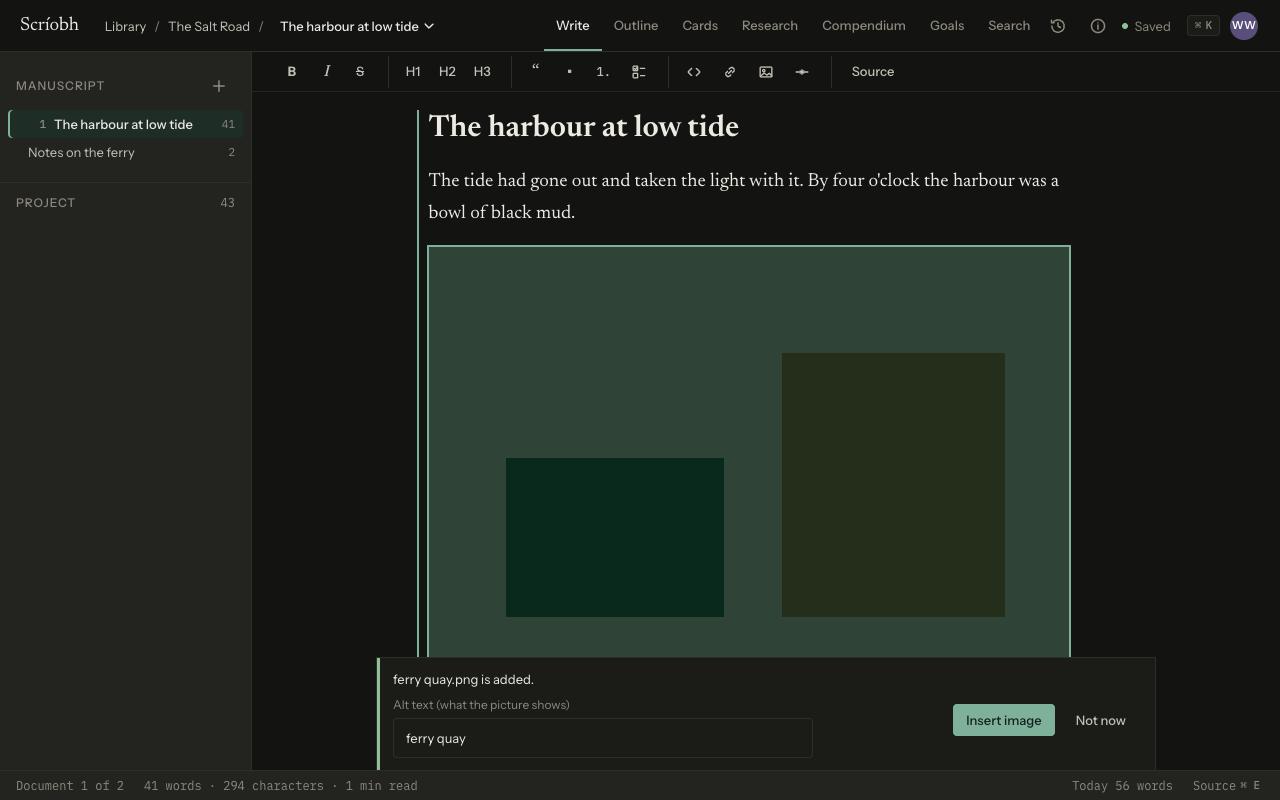 Scríobh
Library / The Salt Road / The harbour at low tide
Write Outline Cards Research Compendium Goals Search
Saved
⌘ K
WW
MANUSCRIPT
1 The harbour at low tide 41
Notes on the ferry 2
PROJECT 43
B I S H1 H2 H3 “ 1. Source
The harbour at low tide
The tide had gone out and taken the light with it. By four o'clock the harbour was a
bowl of black mud.
ferry quay.png is added.
Alt text (what the picture shows)
ferry quay
Insert image Not now
Document 1 of 2 41 words · 294 characters · 1 min read
Today 56 words Source ⌘ E